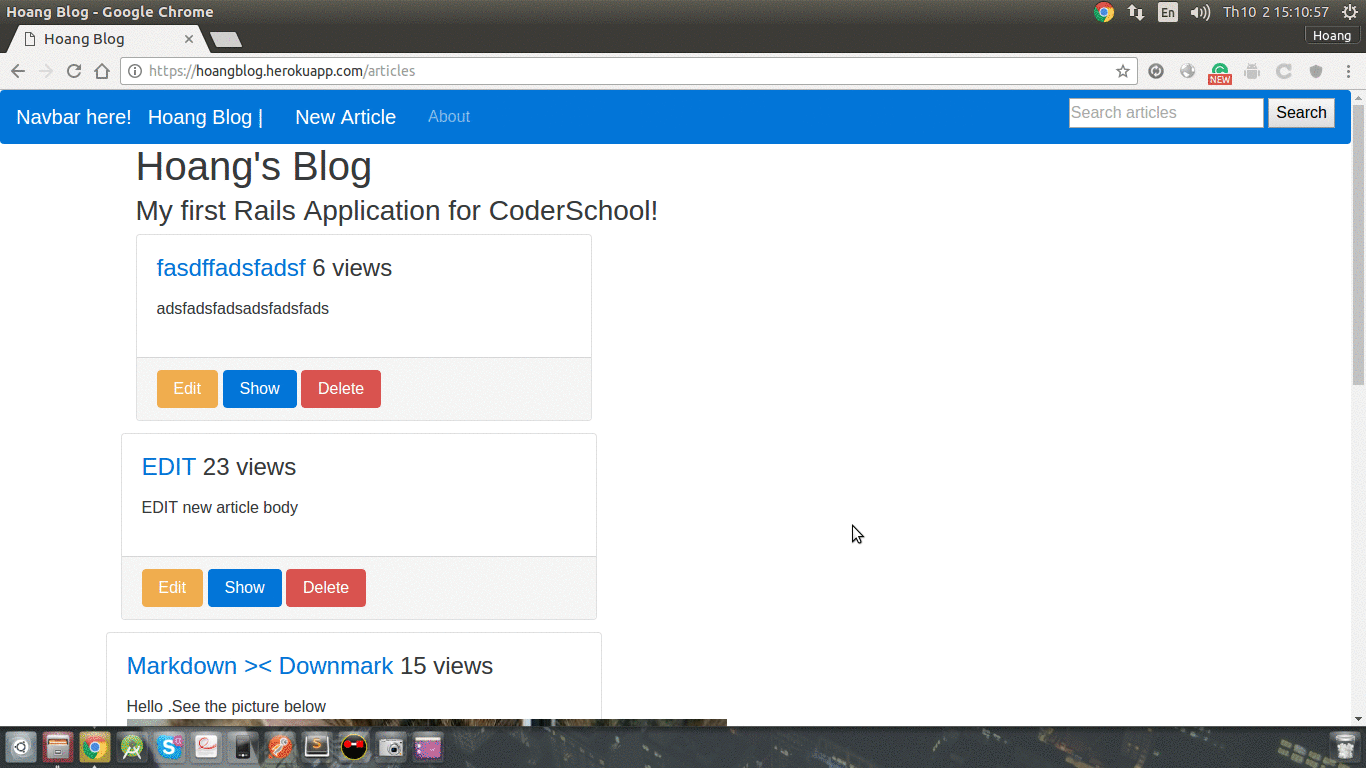 Hoang Blog - Google Chrome
En
Th10 2 15:10:57
Hoang Blog
Hoang
https://hoangblog.herokuapp.com/articles
NEW
Navbar here! Hoang Blog | New Article About
Search articles
Search
Hoang's Blog
My first Rails Application for CoderSchool!
fasdffadsfadsf 6 views
adsfadsfadsadsfadsfads
Edit Show Delete
EDIT 23 views
EDIT new article body
Edit Show Delete
Markdown >< Downmark 15 views
Hello .See the picture below